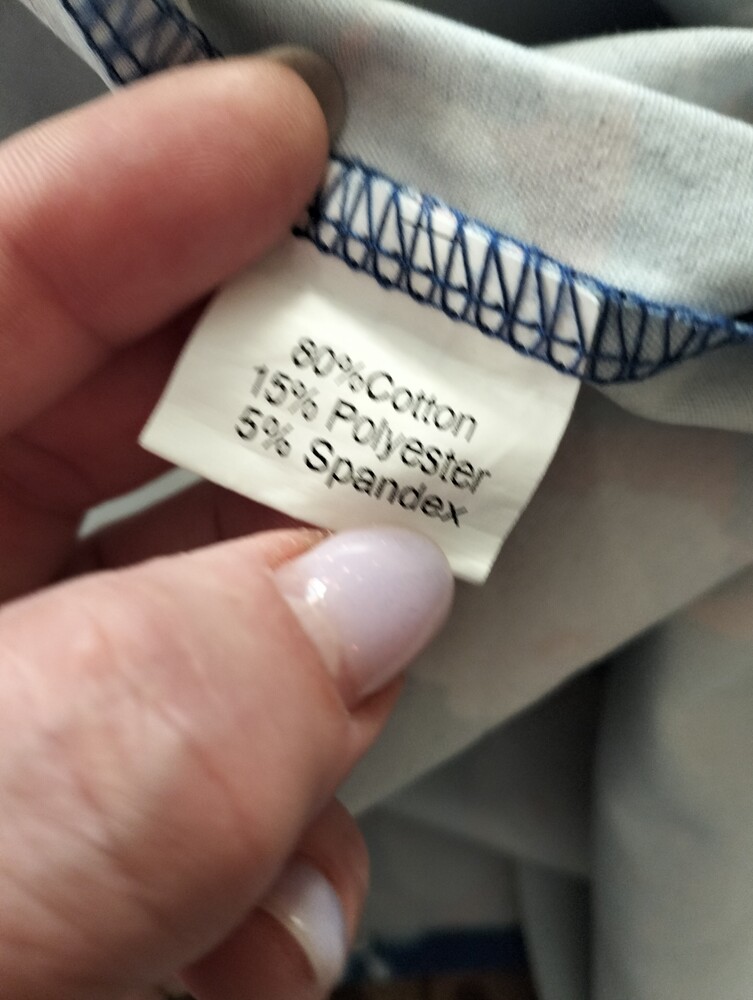 80%Cotton
15% Polyester
5% Spandex